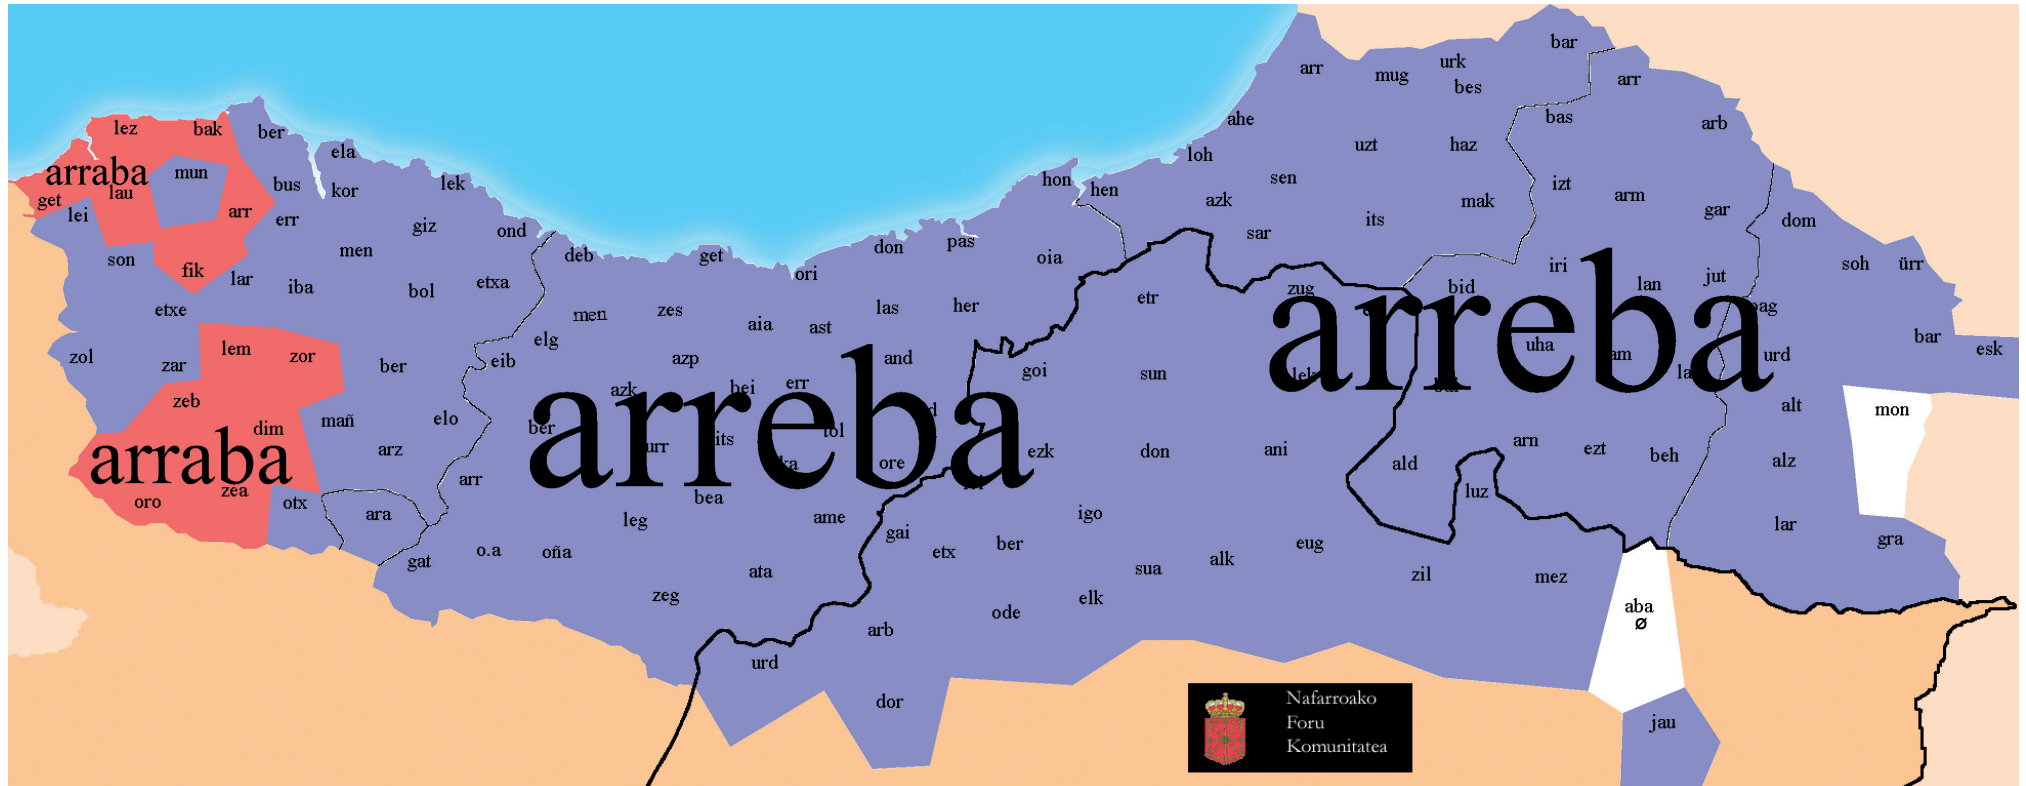 bar
arr mug urk arr
bes
lez bak ber ahe bas arb
ela uzt haz
arraba mun loh
get lau bus kor lek hon hen sen izt arm
lei arr err azk its mak gar dom
giz ond sar
son men don pas
fik lar iba deb get oia iri soh ürr
etxe bol etxa ori zug bid lan jut
men zes las her etr arreba
zol zar lem zor ber elg aia ast uha bar esk
eib azp and urd
zeb azk bei err goi sun lek
dim mañ elo ber arreba alt mon
arraba arz urr its ore ezk don ani ald arn ezt beh alz
oro zea otx arr bea luz
ara leg ame igo lar
gat o.a oña gai etx ber eug gra
zeg ata sua alk zil mez
ode elk aba
ø
arb
urd
dor jau
Nafarroako
Foru
Komunitatea